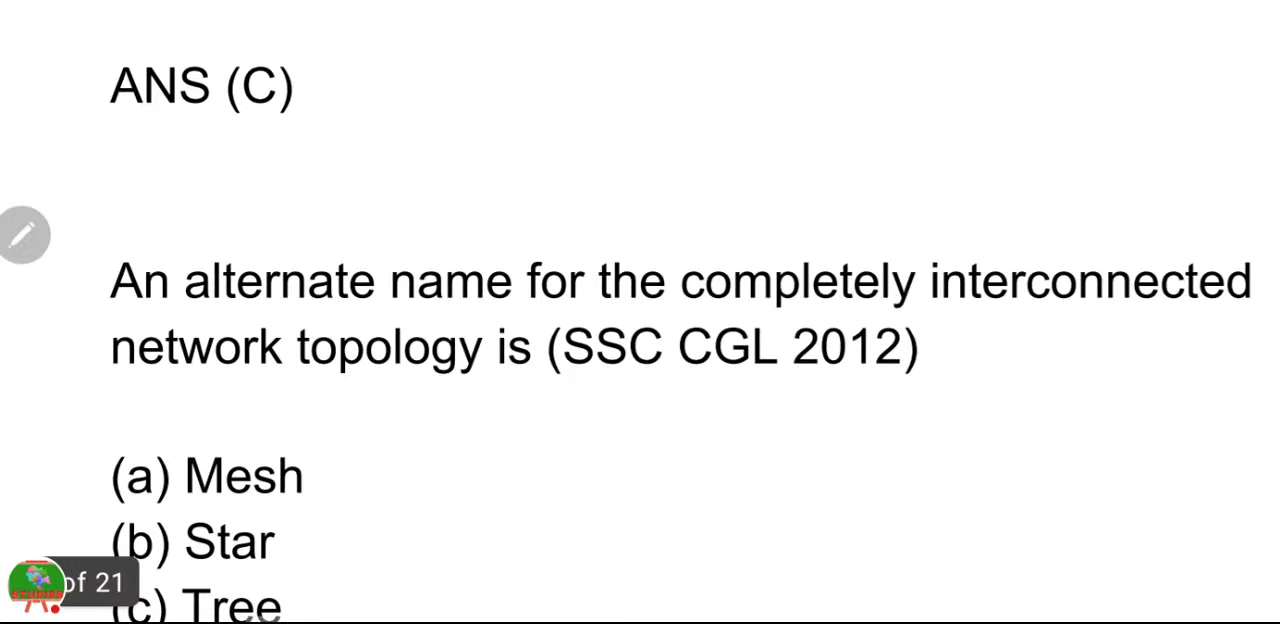 ANS (C)
An alternate name for the completely interconnected
network topology is (SSC CGL 2012)
(a) Mesh
(b) Star
of 21
(c) Tree